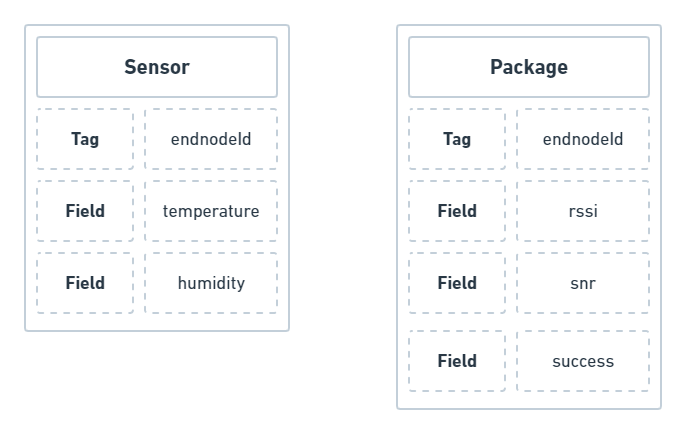 Sensor
Tag endnodeId
Field temperature
Field humidity
Package
Tag endnodeId
Field rssi
Field snr
Field success